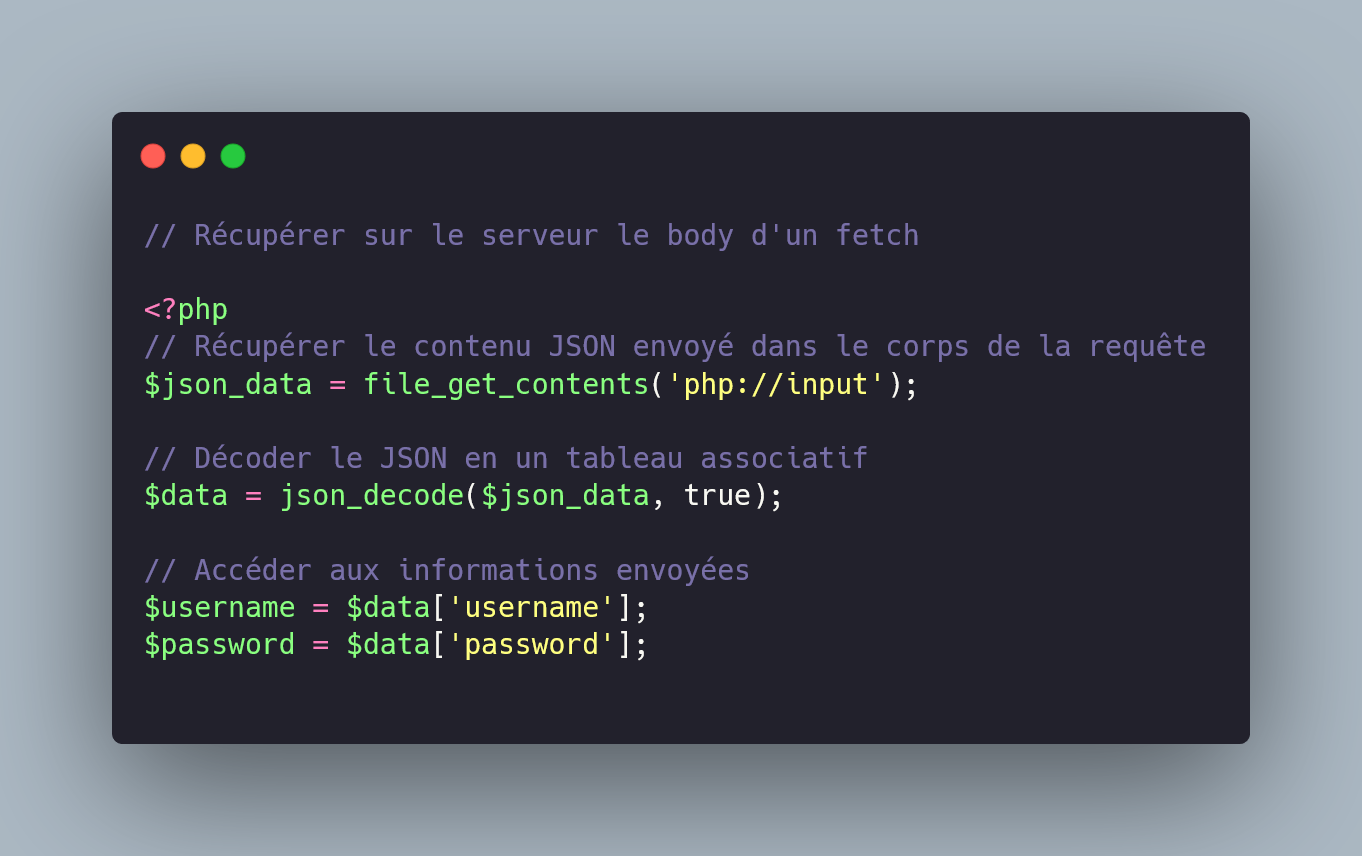 // Récupérer sur le serveur le body d'un fetch
<?php
// Récupérer le contenu JSON envoyé dans le corps de la requête
$json_data = file_get_contents('php://input');
// Décoder le JSON en un tableau associatif
$data = json_decode($json_data, true);
// Accéder aux informations envoyées
$username = $data['username'];
$password = $data['password'];